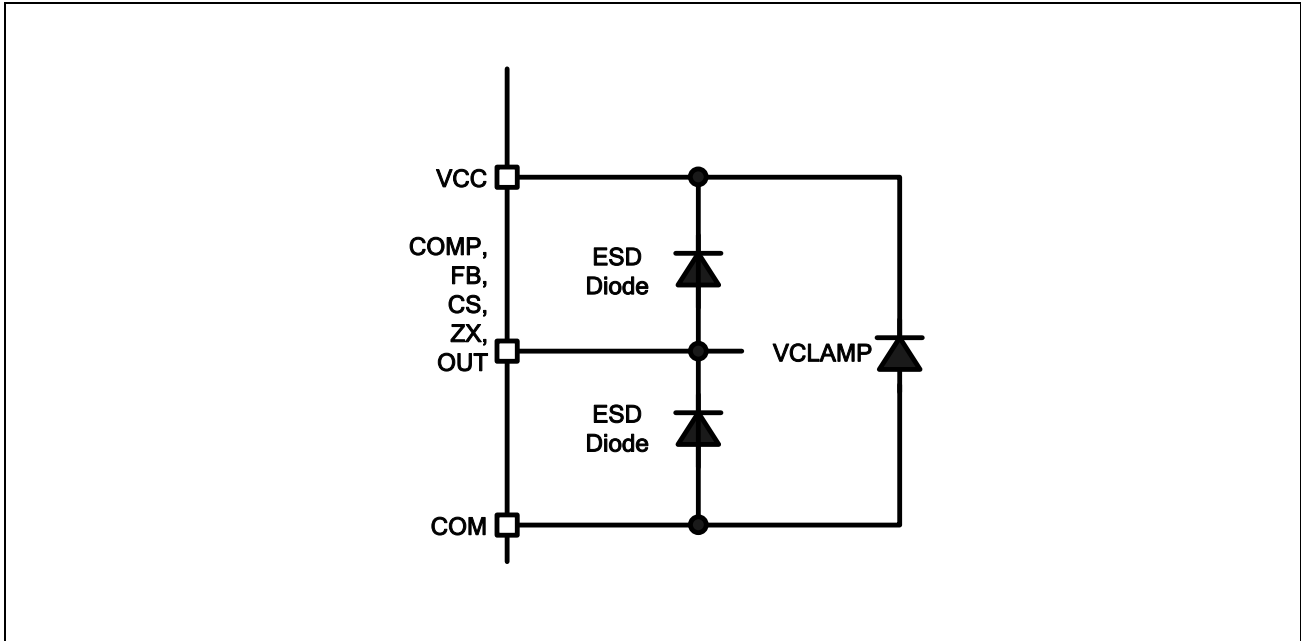 VCC
COMP,
FB,
CS,
ZX,
OUT
ESD
Diode
VCLAMP
ESD
Diode
COM